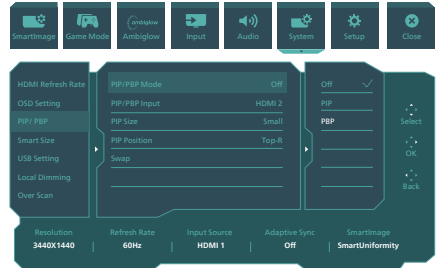 SmartImage
Game Mode
ambiglow
Ambiglow
Input
Audio
System
Setup
Close
HDMI Refresh Rate
OSD Setting
PIP/ PBP
Smart Size
USB Setting
Local Dimming
Over Scan
PIP/PBP Mode Off
PIP/PBP Input HDMI 2
PIP Size Small
PIP Position Top-R
Swap
Off
PIP
PBP
Select
OK
Back
Resolution Refresh Rate Input Source Adaptive Sync SmartImage
3440X1440 60Hz HDMI 1 Off SmartUniformity